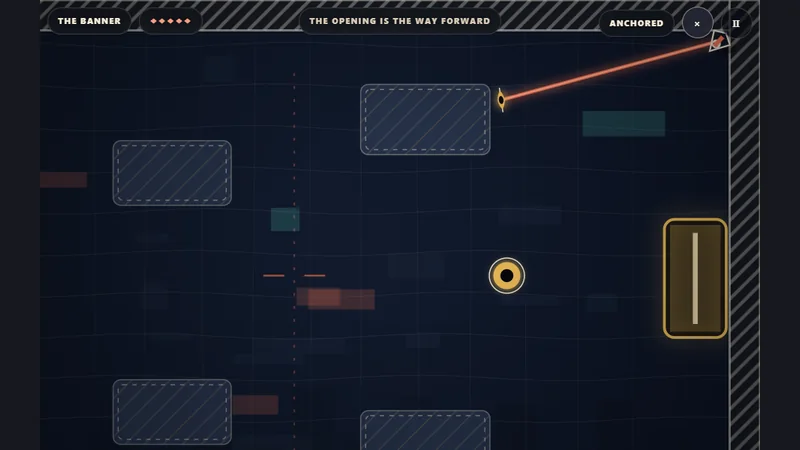 THE BANNER
THE OPENING IS THE WAY FORWARD
ANCHORED
×
II